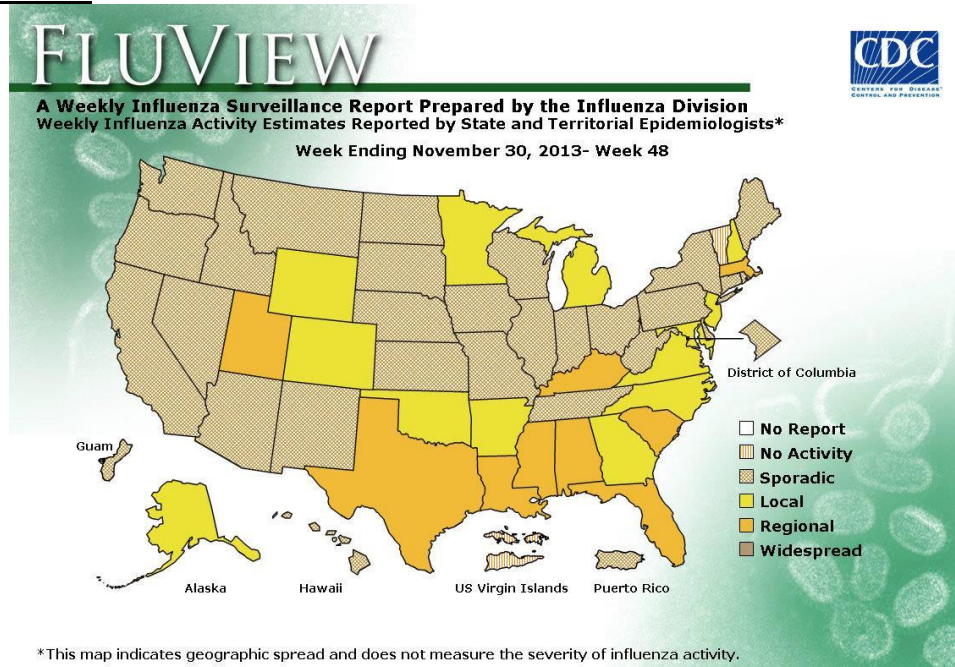 FLUVIEW
CDC
CENTERS FOR DISEASE
CONTROL AND PREVENTION
A Weekly Influenza Surveillance Report Prepared by the Influenza Division
Weekly Influenza Activity Estimates Reported by State and Territorial Epidemiologists*
Week Ending November 30, 2013- Week 48
District of Columbia
No Report
No Activity
Sporadic
Local
Regional
Widespread
Guam
Alaska
Hawaii
US Virgin Islands
Puerto Rico
*This map indicates geographic spread and does not measure the severity of influenza activity.